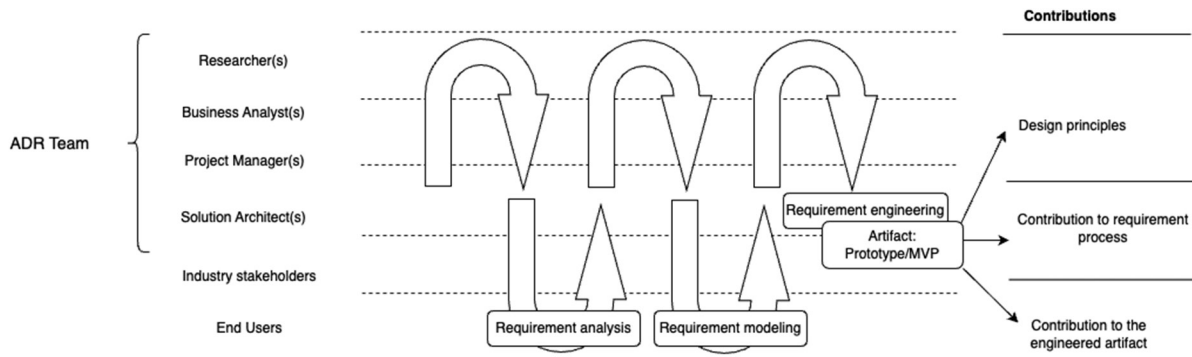 Contributions
Researcher(s)
Business Analyst(s)
Design principles
ADR Team
Project Manager(s)
Requirement engineering
Solution Architect(s)
Contribution to requirement
process
Artifact:
Prototype/MVP
Industry stakeholders
End Users
Requirement analysis
Requirement modeling
Contribution to the
engineered artifact